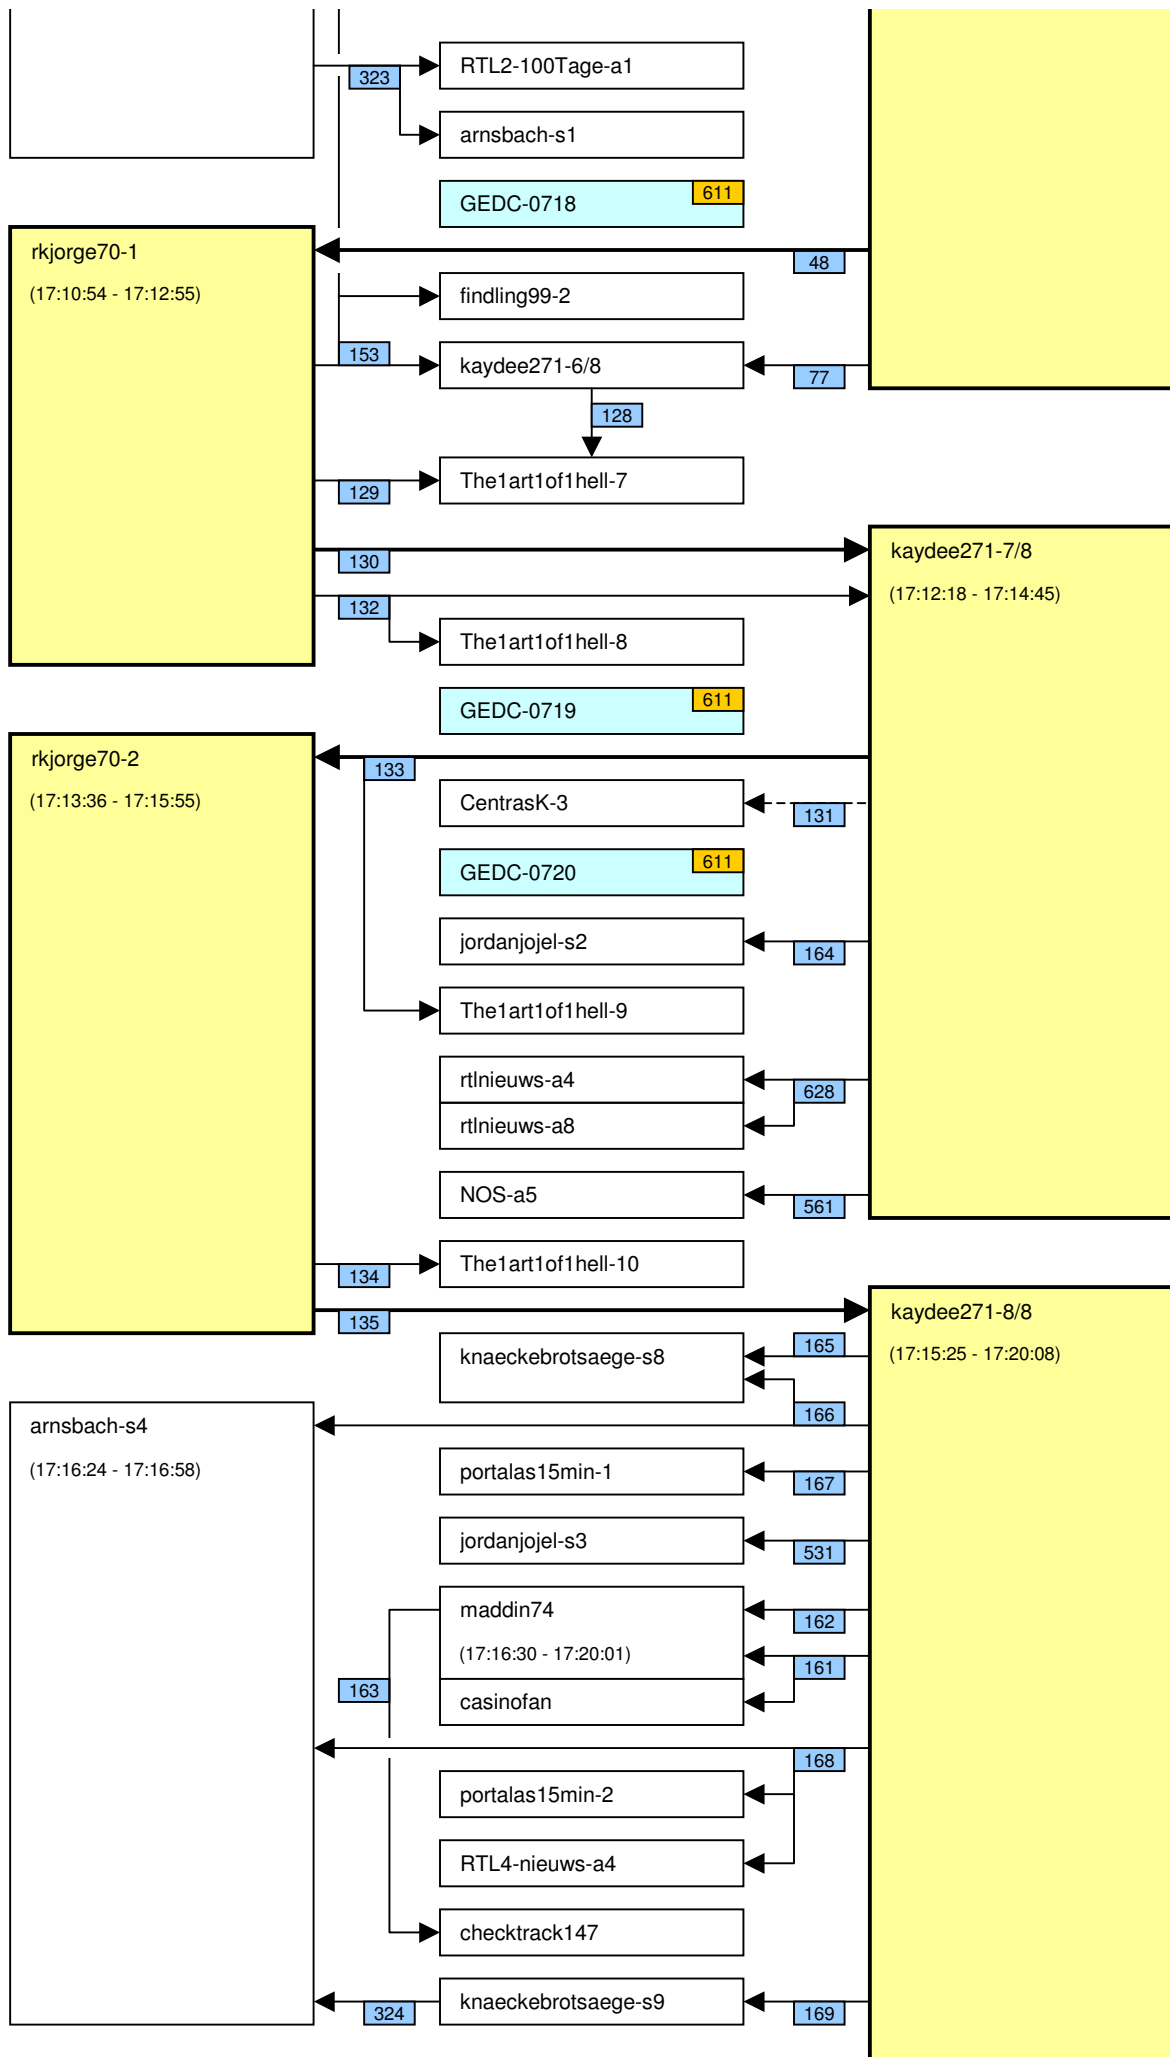 RTL2-100Tage-a1
323
arnsbach-s1
611
GEDC-0718
rkjorge70-1
48
(17:10:54 - 17:12:55)
findling99-2
153
kaydee271-6/8
77
128
The1art1of1hell-7
129
130
kaydee271-7/8
(17:12:18 - 17:14:45)
132
The1art1of1hell-8
611
GEDC-0719
rkjorge70-2
133
(17:13:36 - 17:15:55)
CentrasK-3
131
611
GEDC-0720
jordanjojel-s2
164
The1art1of1hell-9
rtlnieuws-a4
628
rtlnieuws-a8
NOS-a5
561
The1art1of1hell-10
134
135
kaydee271-8/8
(17:15:25 - 17:20:08)
knaeckebrotsaege-s8
165
166
arnsbach-s4
(17:16:24 - 17:16:58)
portalas15min-1
167
jordanjojel-s3
531
maddin74
162
(17:16:30 - 17:20:01)
161
163
casinofan
168
portalas15min-2
RTL4-nieuws-a4
checktrack147
knaeckebrotsaege-s9
324
169